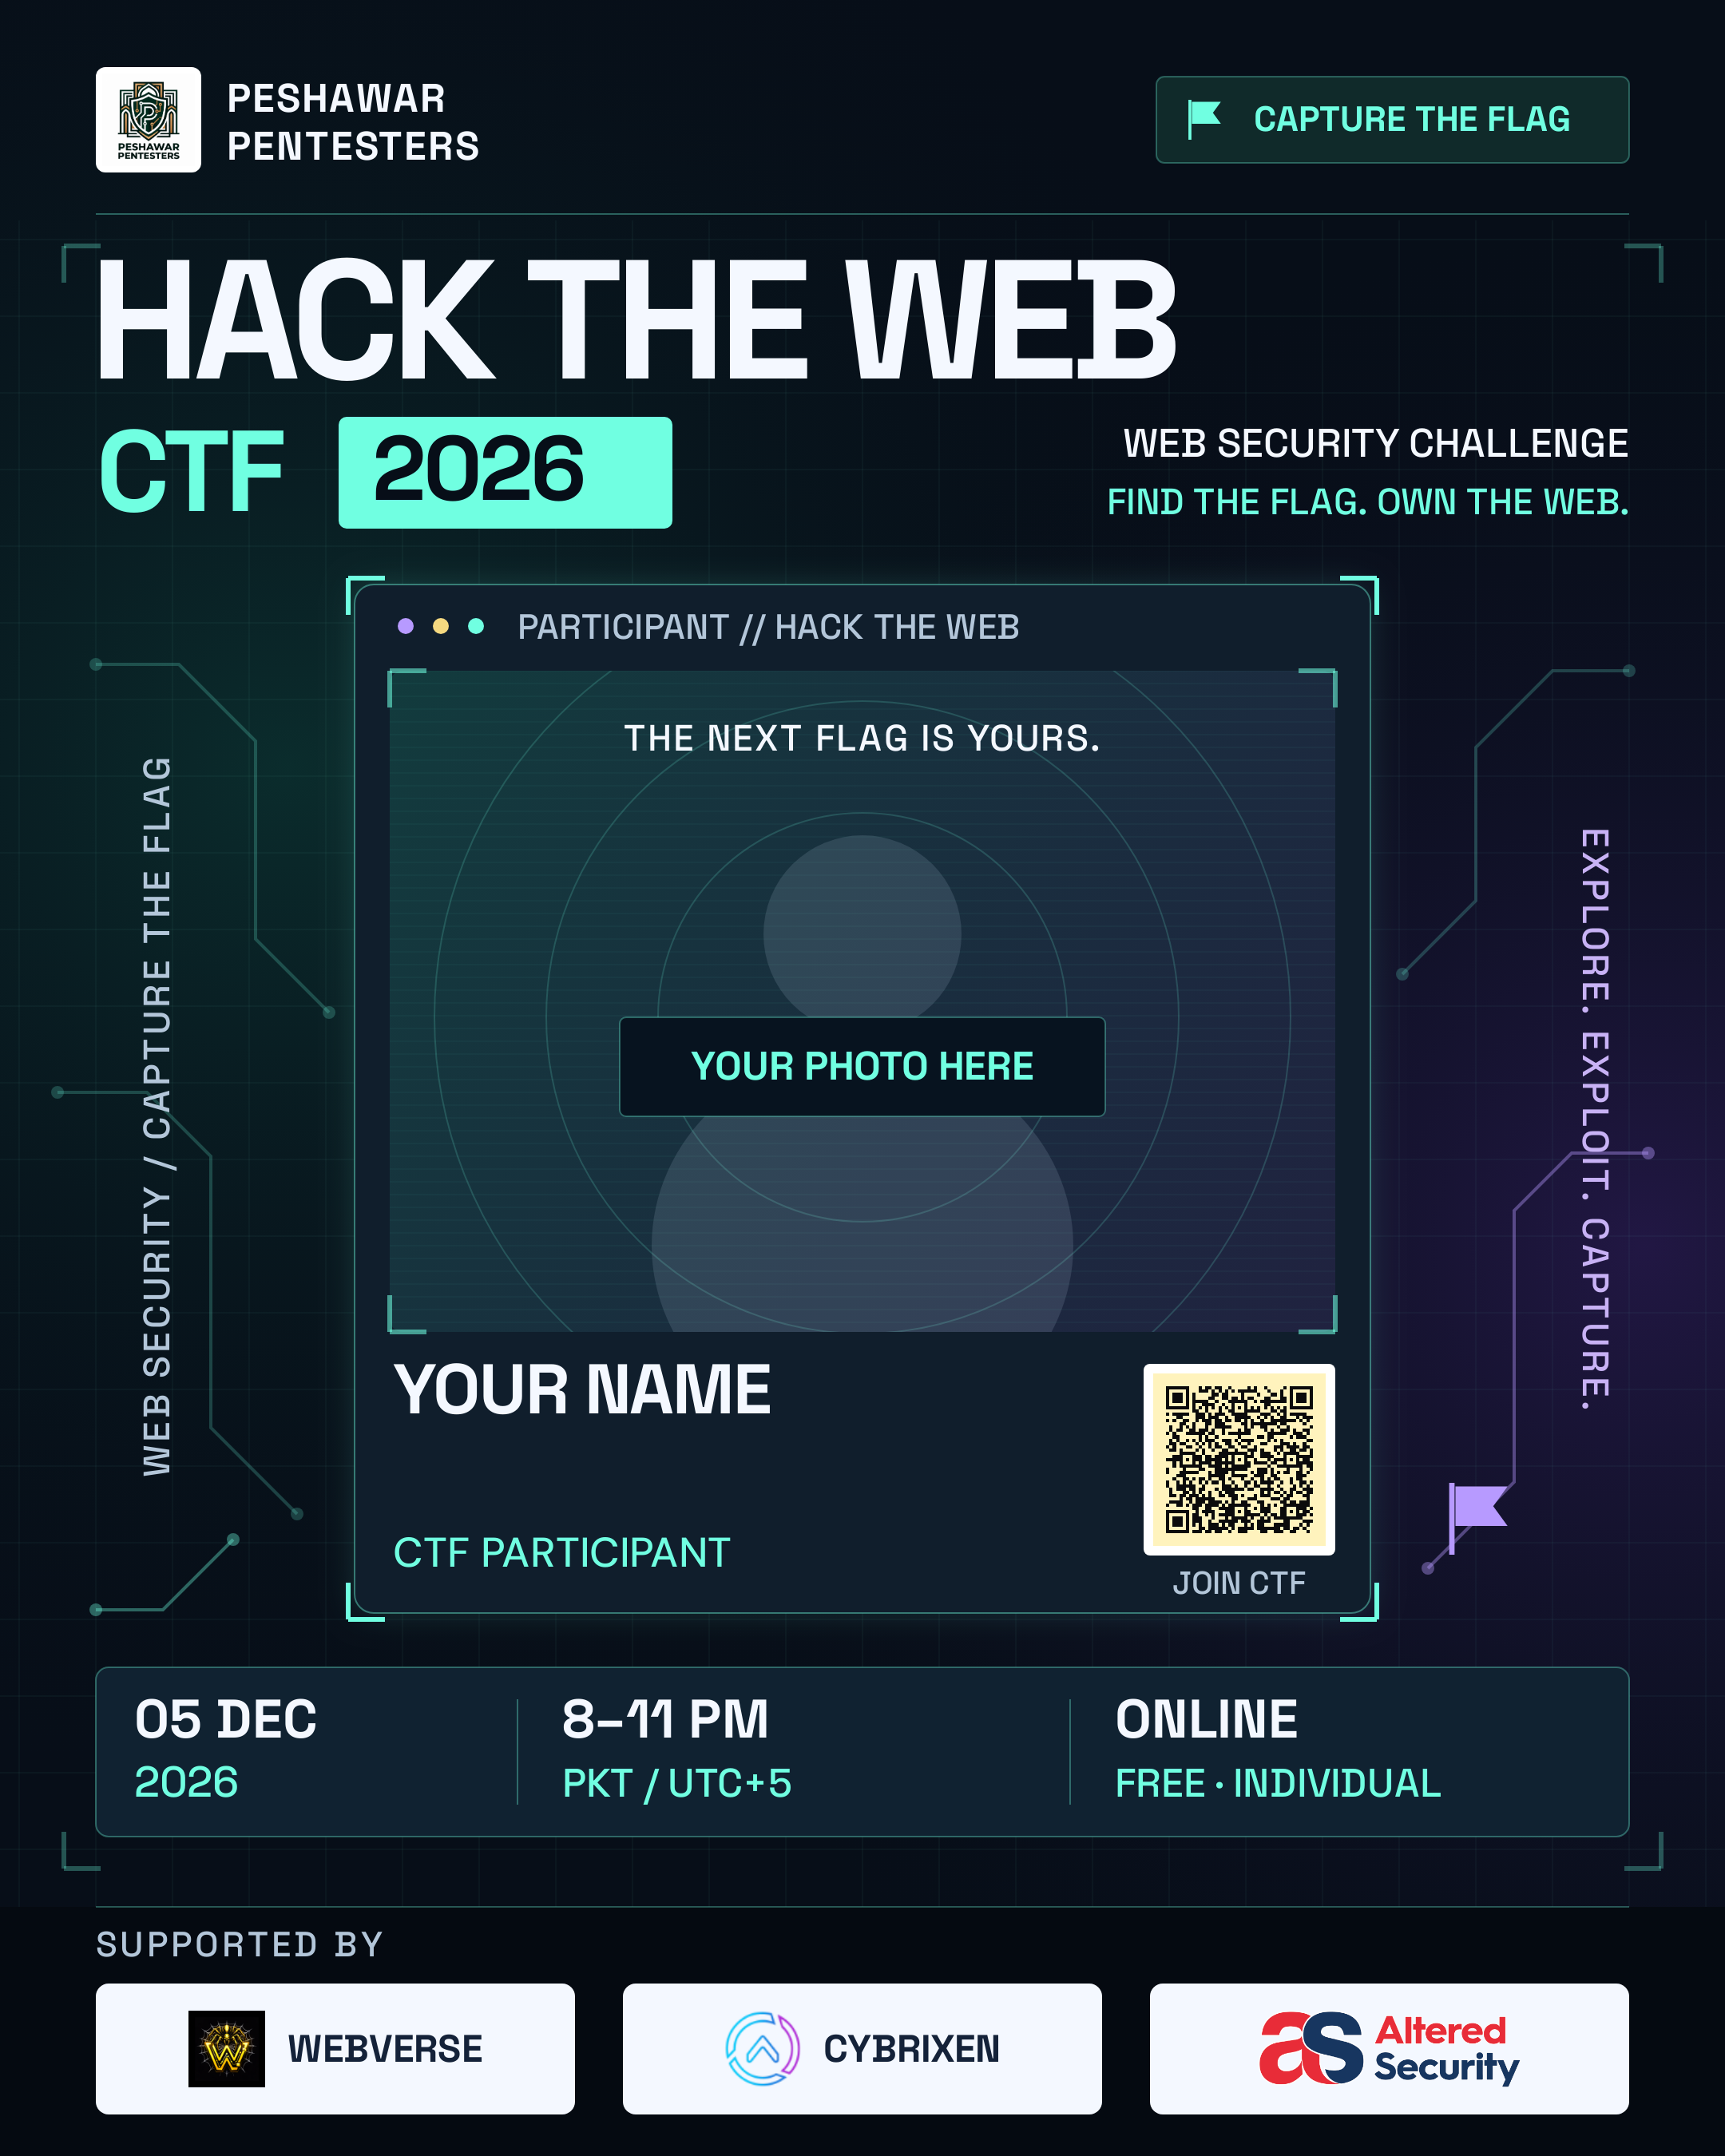 PESHAWAR
PENTESTERS
PESHAWAR
PENTESTERS
CAPTURE THE FLAG
HACK THE WEB
CTF 2026
WEB SECURITY CHALLENGE
FIND THE FLAG. OWN THE WEB.
PARTICIPANT // HACK THE WEB
THE NEXT FLAG IS YOURS.
YOUR PHOTO HERE
WEB SECURITY / CAPTURE THE FLAG
EXPLORE. EXPLOIT. CAPTURE.
YOUR NAME
CTF PARTICIPANT
JOIN CTF
05 DEC
2026
8–11 PM
PKT / UTC+5
ONLINE
FREE · INDIVIDUAL
SUPPORTED BY
W
WEBVERSE
CYBRIXEN
as
Altered
Security